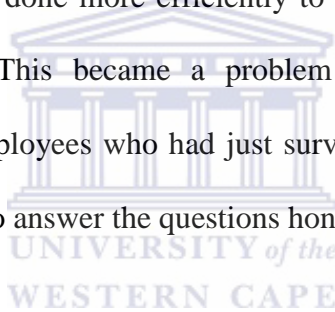 done more efficiently to
This became a problem
ployees who had just surv
o answer the questions hon
UNIVERSITY of the
WESTERN CAPE